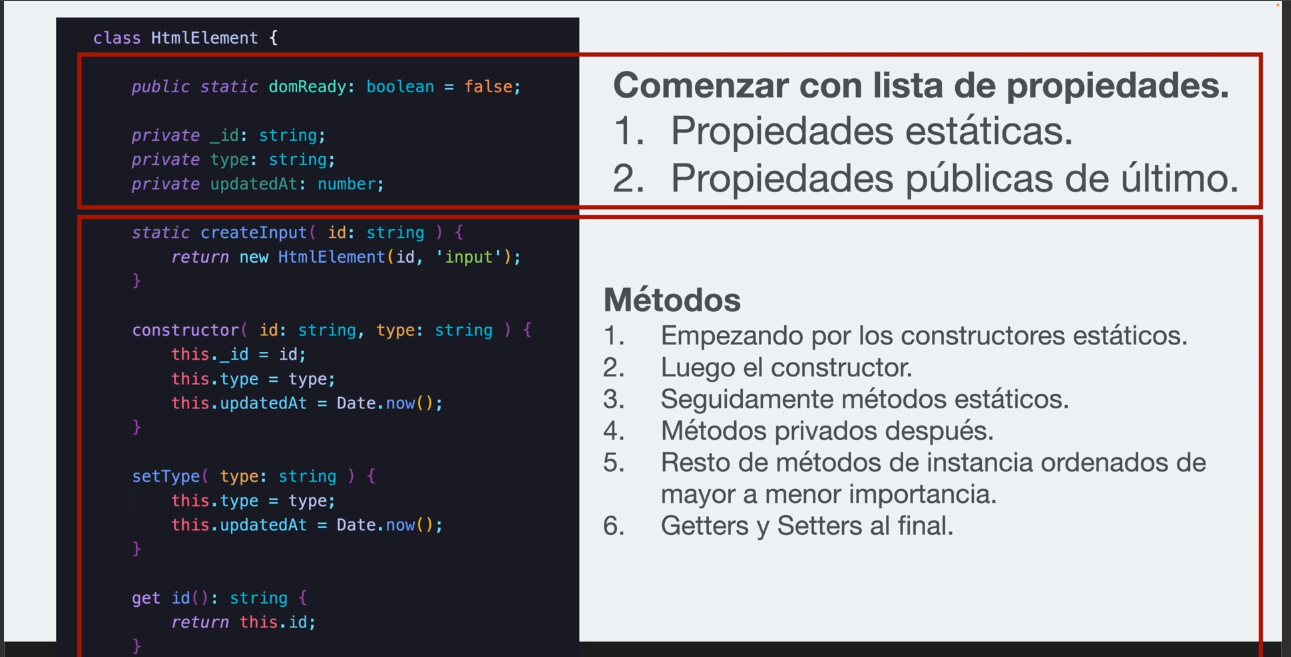 class HtmlElement {
public static domReady: boolean = false;
private _id: string;
private type: string;
private updatedAt: number;
Comenzar con lista de propiedades.
1. Propiedades estáticas.
2. Propiedades públicas de último.
static createInput( id: string ) {
return new HtmlElement(id, 'input');
}
constructor( id: string, type: string ) {
this._id = id;
this.type = type;
this.updatedAt = Date.now();
}
setType( type: string ) {
this.type = type;
this.updatedAt = Date.now();
}
get id(): string {
return this.id;
}
Métodos
1. Empezando por los constructores estáticos.
2. Luego el constructor.
3. Seguidamente métodos estáticos.
4. Métodos privados después.
5. Resto de métodos de instancia ordenados de
mayor a menor importancia.
6. Getters y Setters al final.